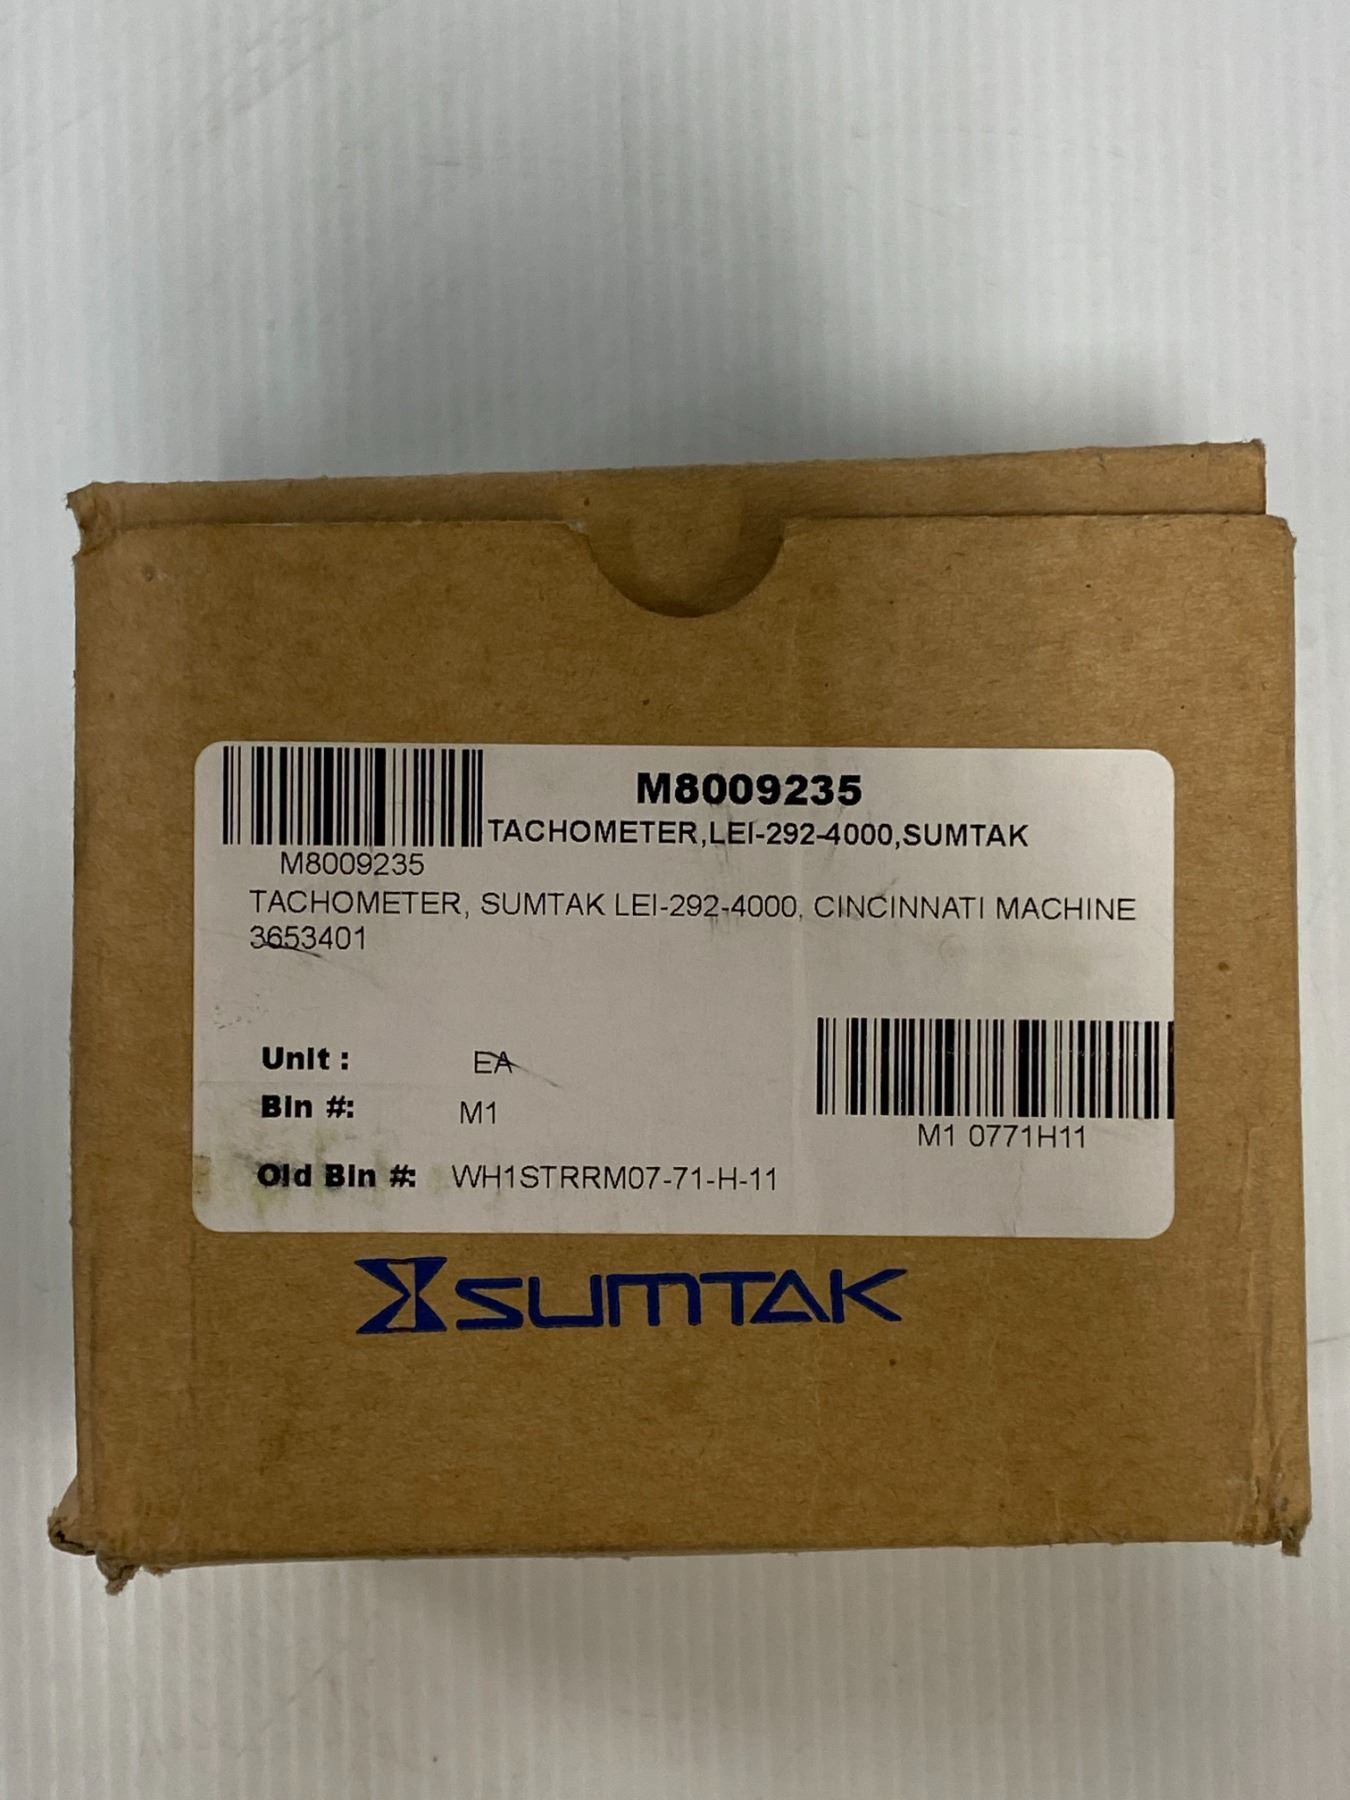 M8009235
TACHOMETER,LEI-292-4000,SUMTAK
M8009235
TACHOMETER, SUMTAK LEI-292-4000, CINCINNATI MACHINE
3653401
Unit : EA
Bin #: M1
M1 0771H11
Old Bin #: WH1STRRM07-71-H-11
SUMTAK